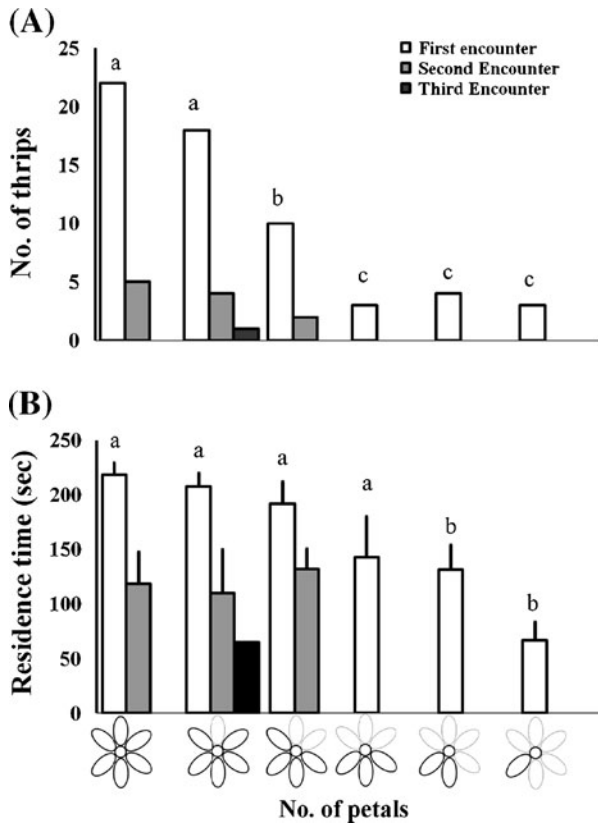 (A)
First encounter
Second Encounter
Third Encounter
No. of thrips
25
20
15
10
5
0
a
a
b
c
c
c
(B)
Residence time (sec)
250
200
150
100
50
0
a
a
a
a
b
b
No. of petals